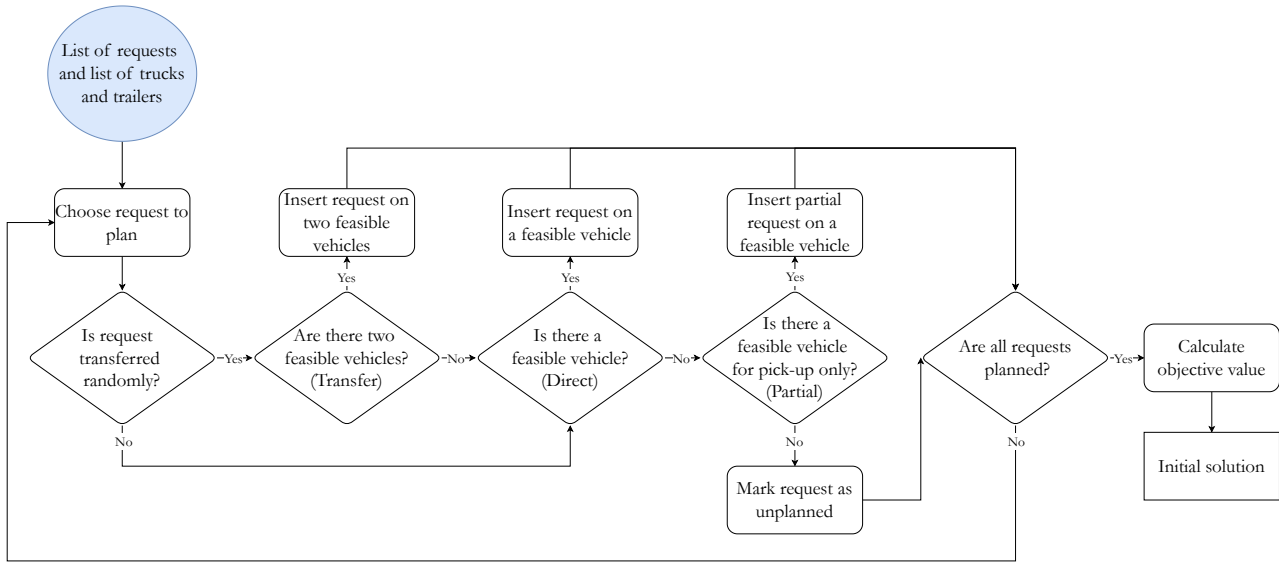 List of requests
and list of trucks
and trailers
Choose request to
plan
Insert request on
two feasible
vehicles
Insert request on
a feasible vehicle
Insert partial
request on a
feasible vehicle
Yes
Yes
Yes
Is request
transferred
randomly?
Yes
Are there two
feasible vehicles?
(Transfer)
No
Is there a
feasible vehicle?
(Direct)
No
Is there a
feasible vehicle
for pick-up only?
(Partial)
Are all requests
planned?
Yes
Calculate
objective value
No
No
No
Mark request as
unplanned
Initial solution